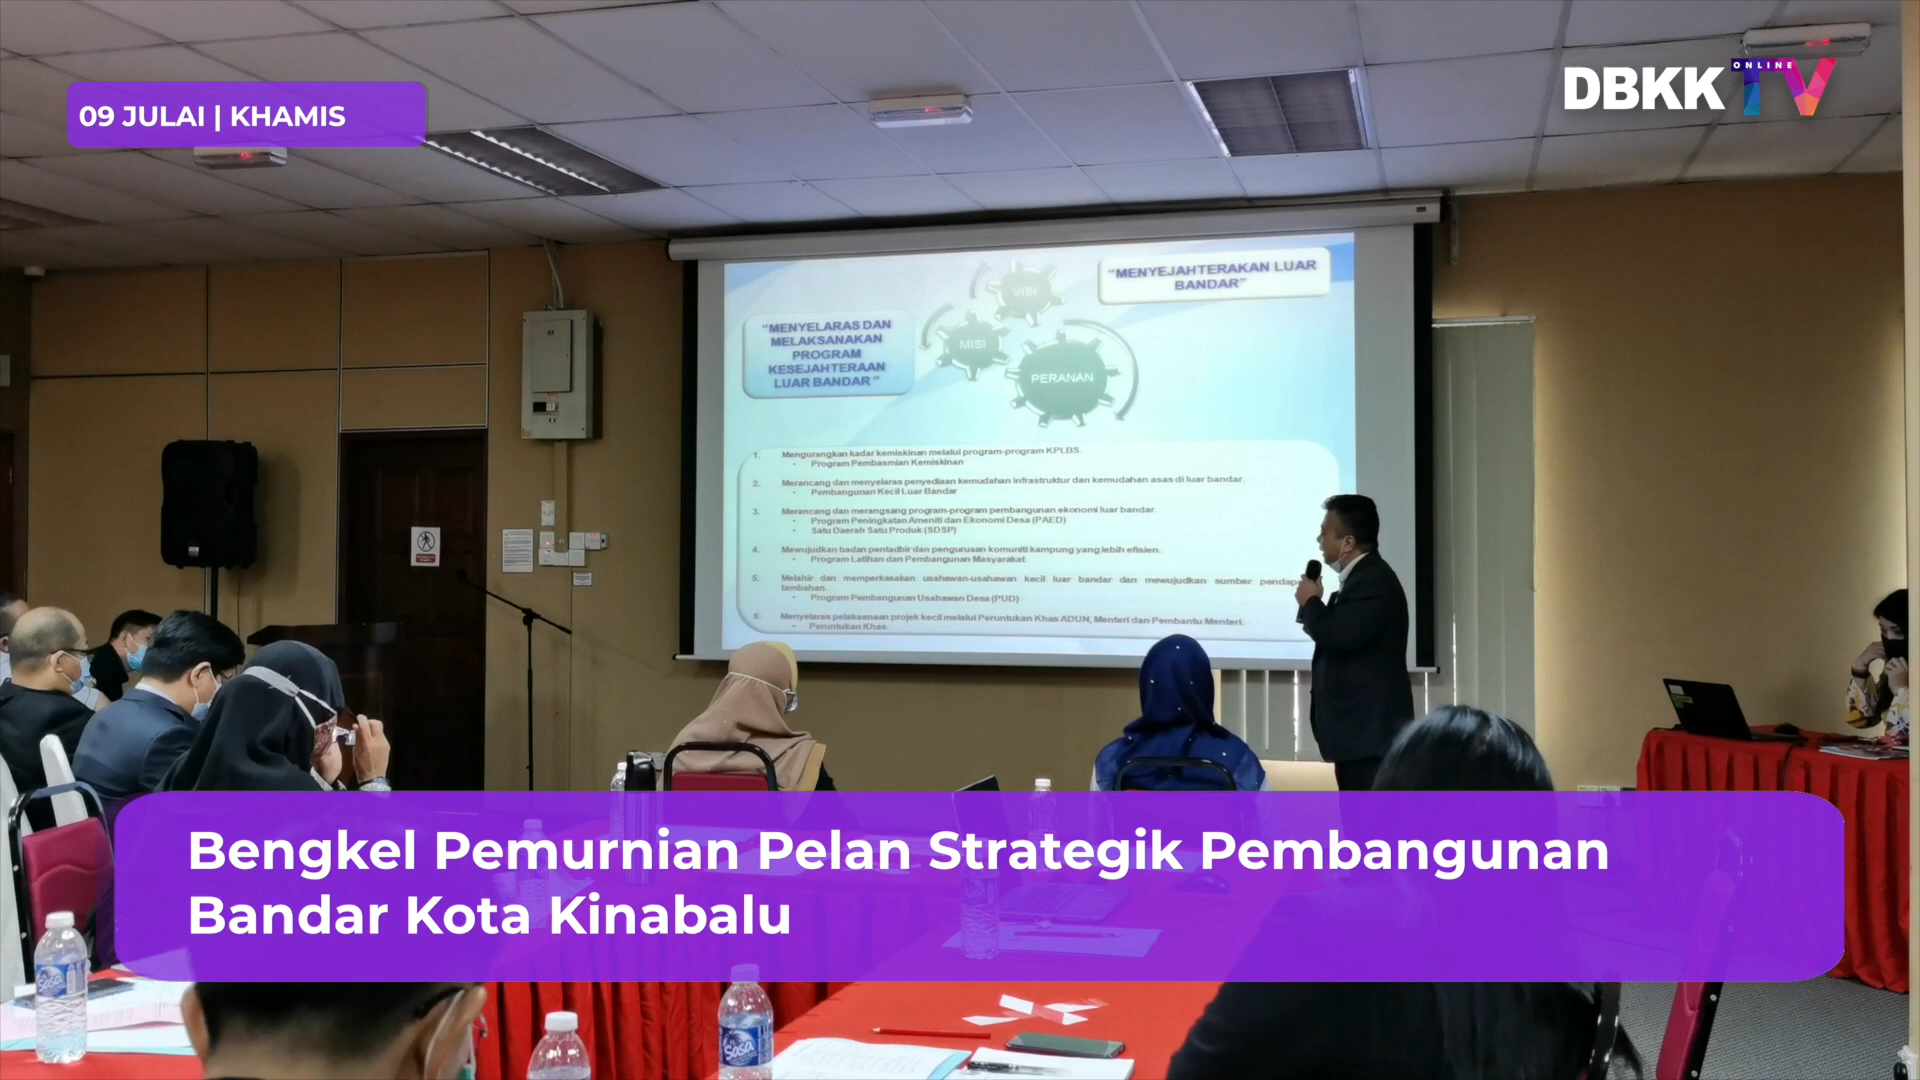 09 JULAI | KHAMIS
DBKK ONLINE TV
"MENYEJAHTERAKAN LUAR
BANDAR"
VISI
"MENYELARAS DAN
MELAKSANAKAN
PROGRAM
KESEJAHTERAAN
LUAR BANDAR"
MISI
PERANAN
1. Mengurangkan kadar kemiskinan melalui program-program KPLBS.
- Program Pembasmian Kemiskinan
2. Merancang dan menyelaras penyediaan kemudahan infrastruktur dan kemudahan asas di luar bandar.
- Pembangunan Kecil Luar Bandar
3. Merancang dan merangsang program-program pembangunan ekonomi luar bandar.
- Program Peningkatan Ameniti dan Ekonomi Desa (PAED)
- Satu Daerah Satu Produk (SDSP)
4. Mewujudkan badan pentadbir dan pengurusan komuniti kampung yang lebih efisien.
- Program Latihan dan Pembangunan Masyarakat
5. Melahir dan memperkasakan usahawan-usahawan kecil luar bandar dan mewujudkan sumber
tambahan.
- Program Pembangunan Usahawan Desa (PUD)
6. Menyelaras pelaksanaan projek kecil melalui Peruntukan Khas ADUN, Menteri dan Pembantu Menteri.
- Peruntukan Khas
Bengkel Pemurnian Pelan Strategik Pembangunan
Bandar Kota Kinabalu
Sasa
Sasa